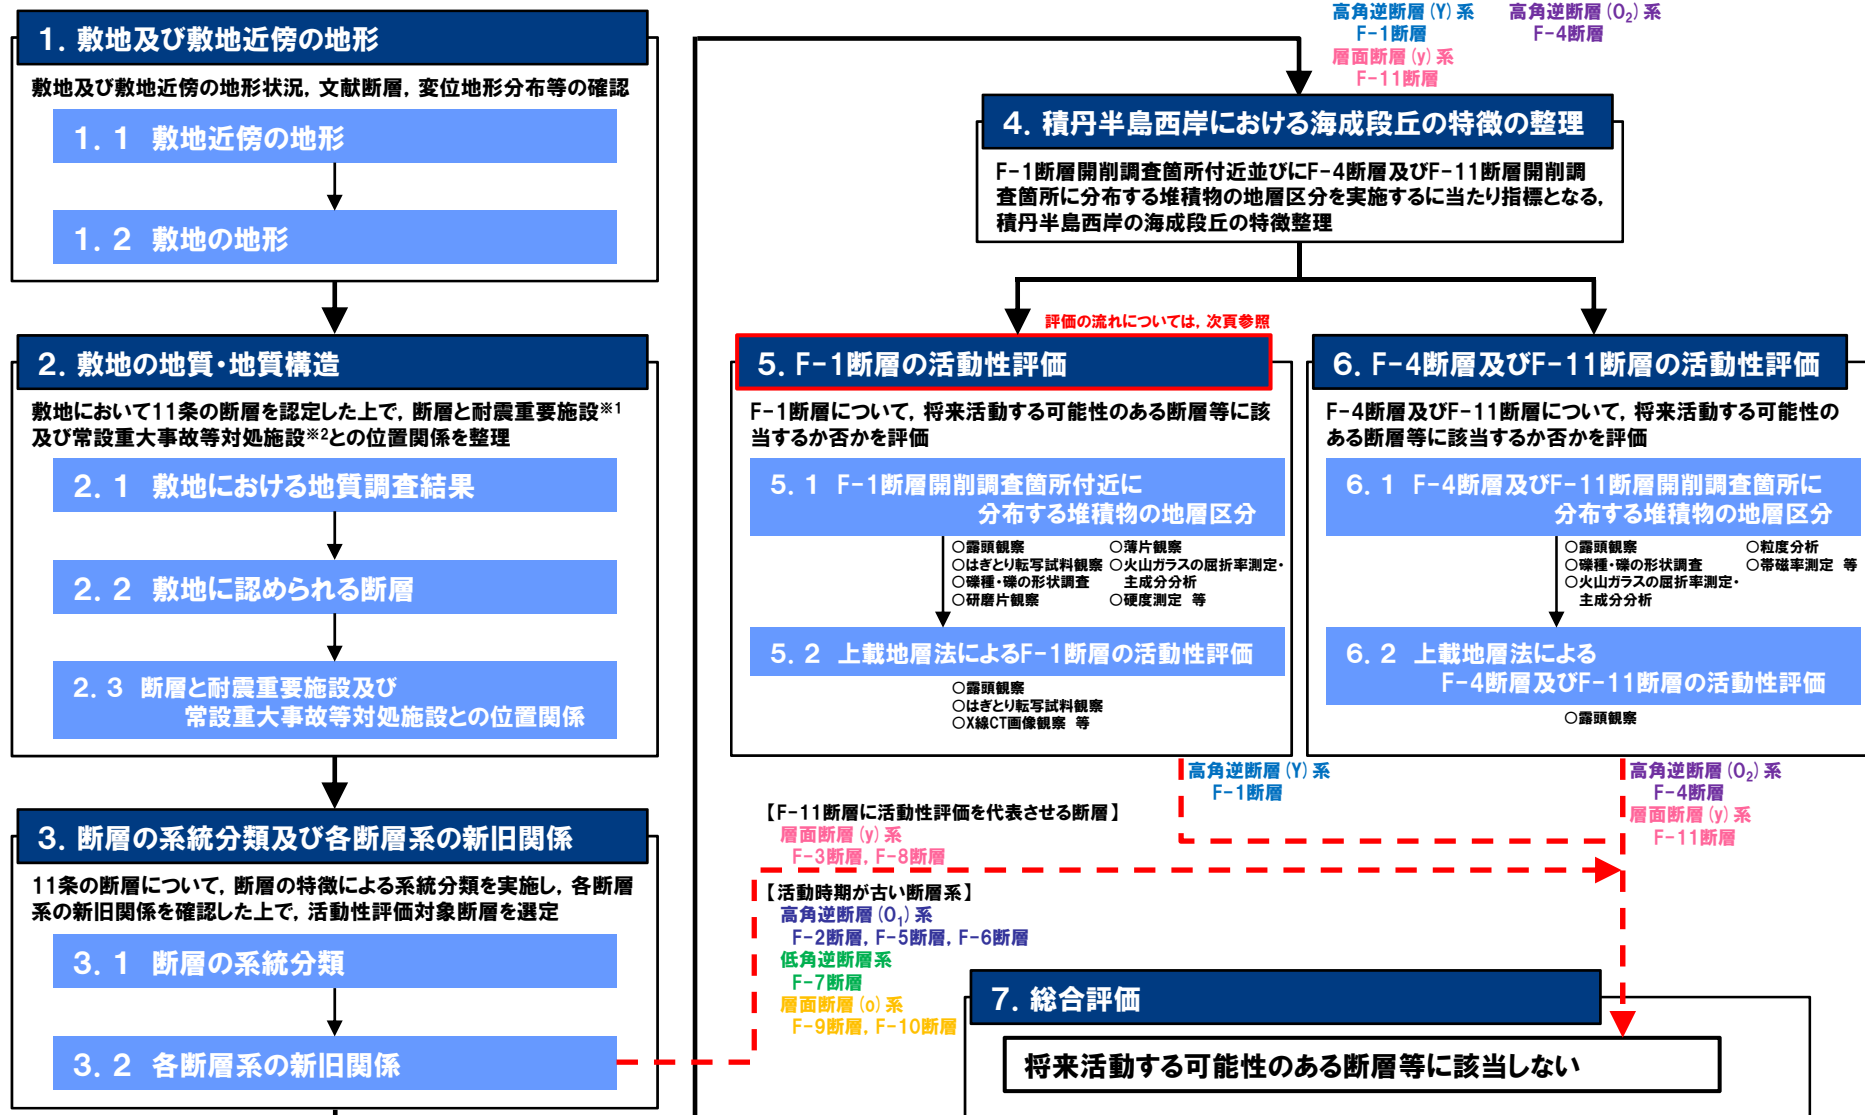 1. 敷地及び敷地近傍の地形
敷地及び敷地近傍の地形状況, 文献断層, 変位地形分布等の確認
1. 1 敷地近傍の地形
1. 2 敷地の地形
2. 敷地の地質・地質構造
敷地において11条の断層を認定した上で, 断層と耐震重要施設※1
及び常設重大事故等対処施設※2との位置関係を整理
2. 1 敷地における地質調査結果
2. 2 敷地に認められる断層
2. 3 断層と耐震重要施設及び
常設重大事故等対処施設との位置関係
3. 断層の系統分類及び各断層系の新旧関係
11条の断層について, 断層の特徴による系統分類を実施し, 各断層
系の新旧関係を確認した上で, 活動性評価対象断層を選定
3. 1 断層の系統分類
3. 2 各断層系の新旧関係
高角逆断層(Y)系
F-1断層
層面断層(y)系
F-11断層
高角逆断層(O₂)系
F-4断層
4. 積丹半島西岸における海成段丘の特徴の整理
F-1断層開削調査箇所付近並びにF-4断層及びF-11断層開削調
査箇所に分布する堆積物の地層区分を実施するに当たり指標となる,
積丹半島西岸の海成段丘の特徴整理
評価の流れについては, 次頁参照
5. F-1断層の活動性評価
F-1断層について, 将来活動する可能性のある断層等に該
当するか否かを評価
5. 1 F-1断層開削調査箇所付近に
分布する堆積物の地層区分
○露頭観察
○はぎとり転写試料観察
○礫種・礫の形状調査
○研磨片観察
○薄片観察
○火山ガラスの屈折率測定・
主成分分析
○硬度測定 等
5. 2 上載地層法によるF-1断層の活動性評価
○露頭観察
○はぎとり転写試料観察
○X線CT画像観察 等
6. F-4断層及びF-11断層の活動性評価
F-4断層及びF-11断層について, 将来活動する可能性の
ある断層等に該当するか否かを評価
6. 1 F-4断層及びF-11断層開削調査箇所に
分布する堆積物の地層区分
○露頭観察
○礫種・礫の形状調査
○火山ガラスの屈折率測定・
主成分分析
○粒度分析
○帯磁率測定 等
6. 2 上載地層法による
F-4断層及びF-11断層の活動性評価
○露頭観察
高角逆断層(Y)系
F-1断層
高角逆断層(O₂)系
F-4断層
層面断層(y)系
F-11断層
【F-11断層に活動性評価を代表させる断層】
層面断層(y)系
F-3断層, F-8断層
【活動時期が古い断層系】
高角逆断層(O₁)系
F-2断層, F-5断層, F-6断層
低角逆断層系
F-7断層
層面断層(o)系
F-9断層, F-10断層
7. 総合評価
将来活動する可能性のある断層等に該当しない